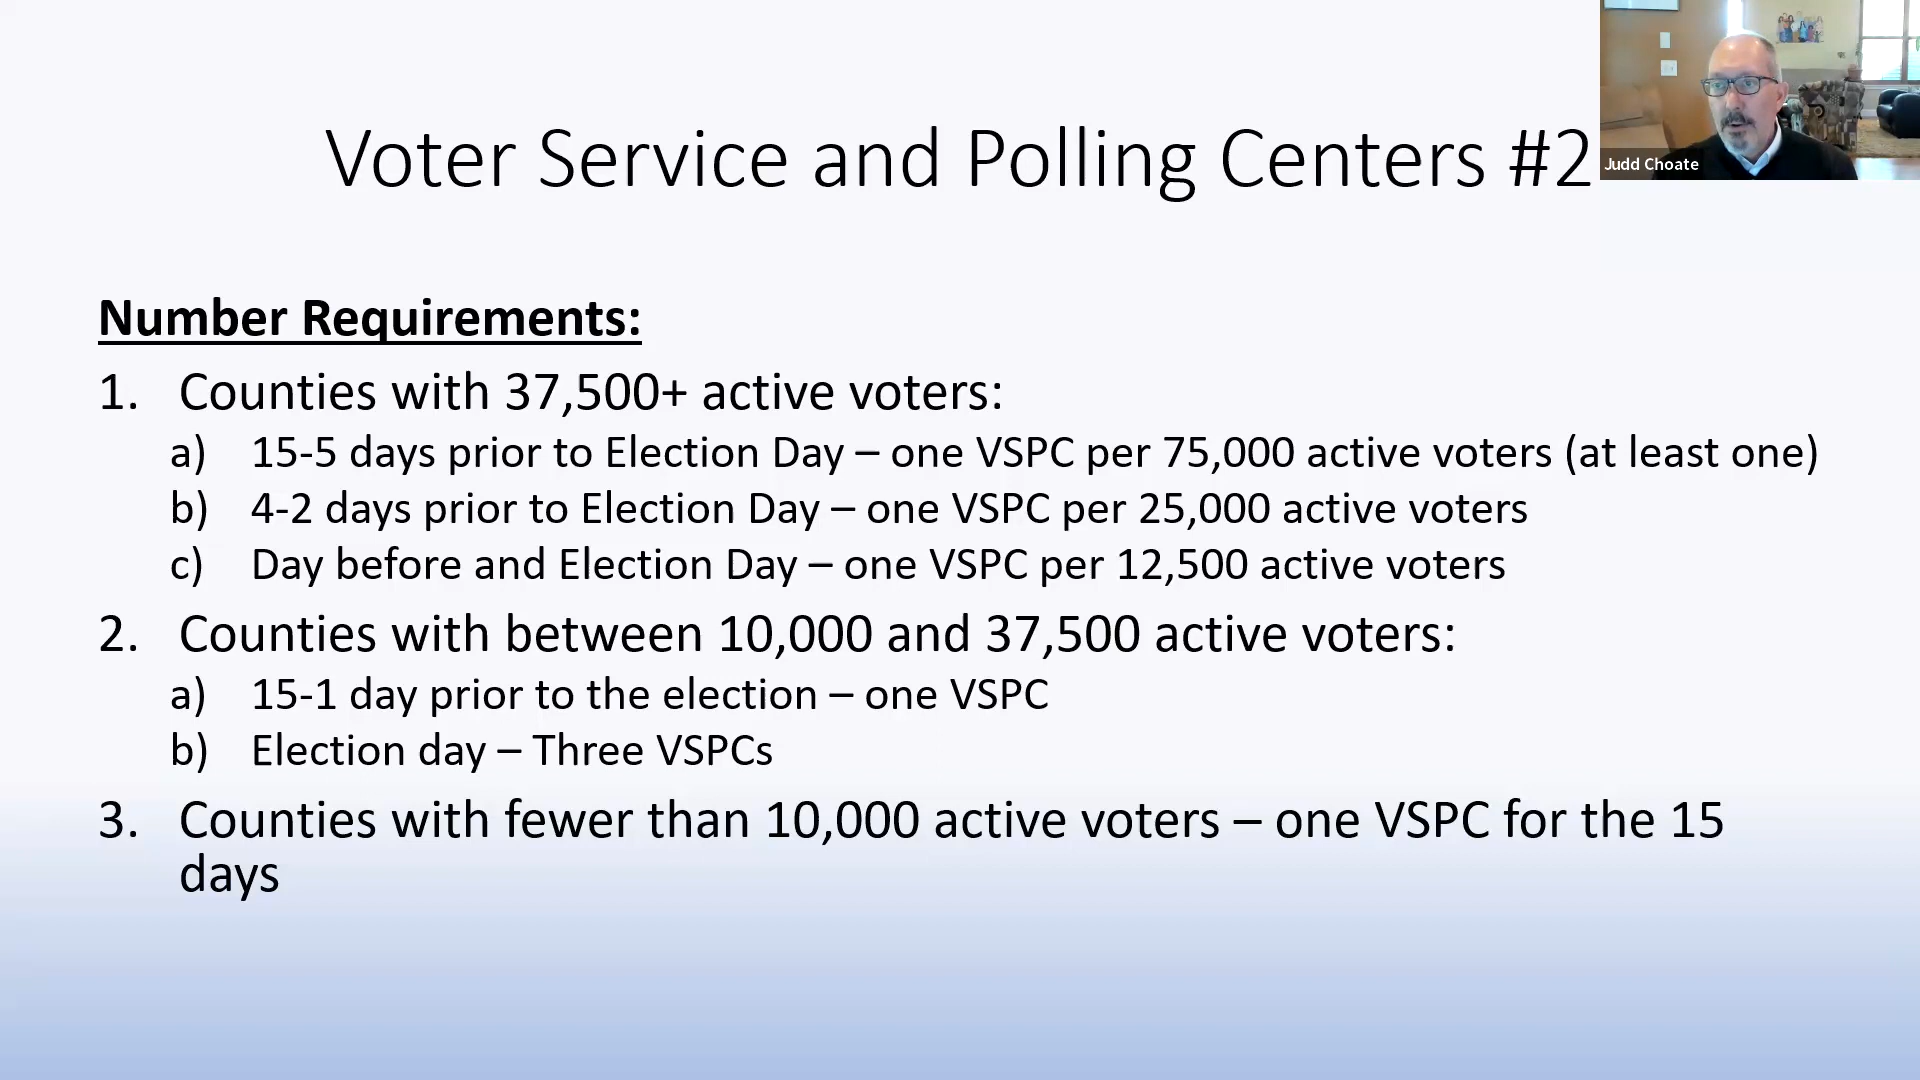 Voter Service and Polling Centers #2
Judd Choate
Number Requirements:
1. Counties with 37,500+ active voters:
a) 15-5 days prior to Election Day – one VSPC per 75,000 active voters (at least one)
b) 4-2 days prior to Election Day – one VSPC per 25,000 active voters
c) Day before and Election Day – one VSPC per 12,500 active voters
2. Counties with between 10,000 and 37,500 active voters:
a) 15-1 day prior to the election – one VSPC
b) Election day – Three VSPCs
3. Counties with fewer than 10,000 active voters – one VSPC for the 15
days